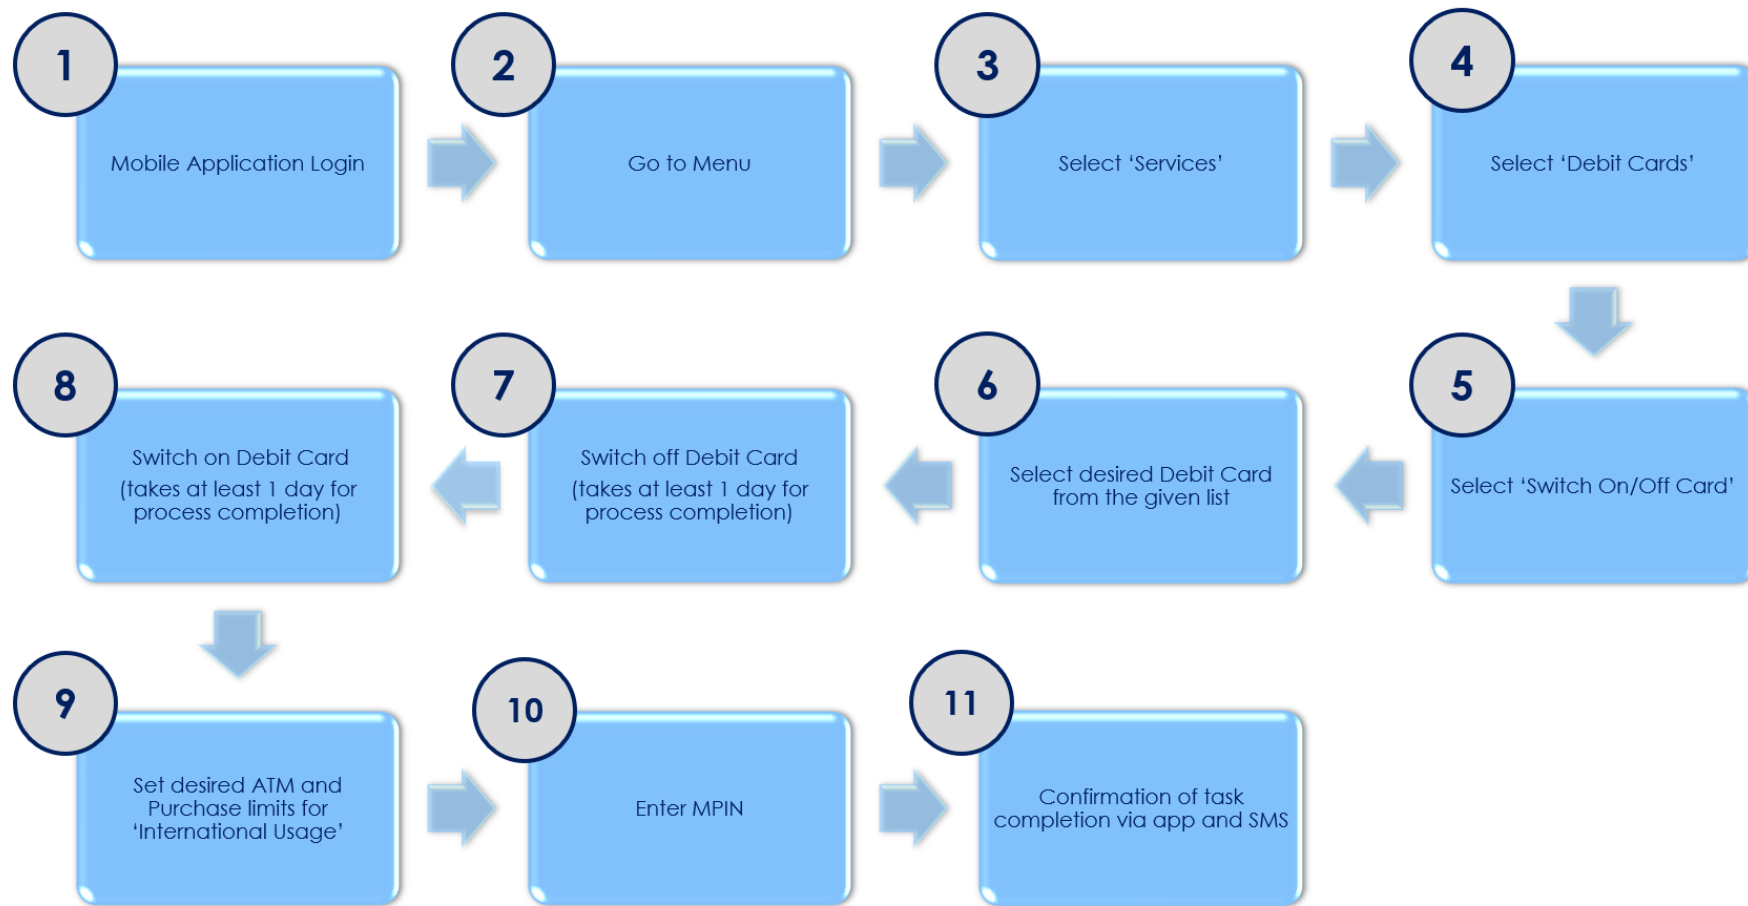 1
Mobile Application Login
2
Go to Menu
3
Select ‘Services’
4
Select ‘Debit Cards’
5
Select ‘Switch On/Off Card’
6
Select desired Debit Card
from the given list
7
Switch off Debit Card
(takes at least 1 day for
process completion)
8
Switch on Debit Card
(takes at least 1 day for
process completion)
9
Set desired ATM and
Purchase limits for
‘International Usage’
10
Enter MPIN
11
Confirmation of task
completion via app and SMS